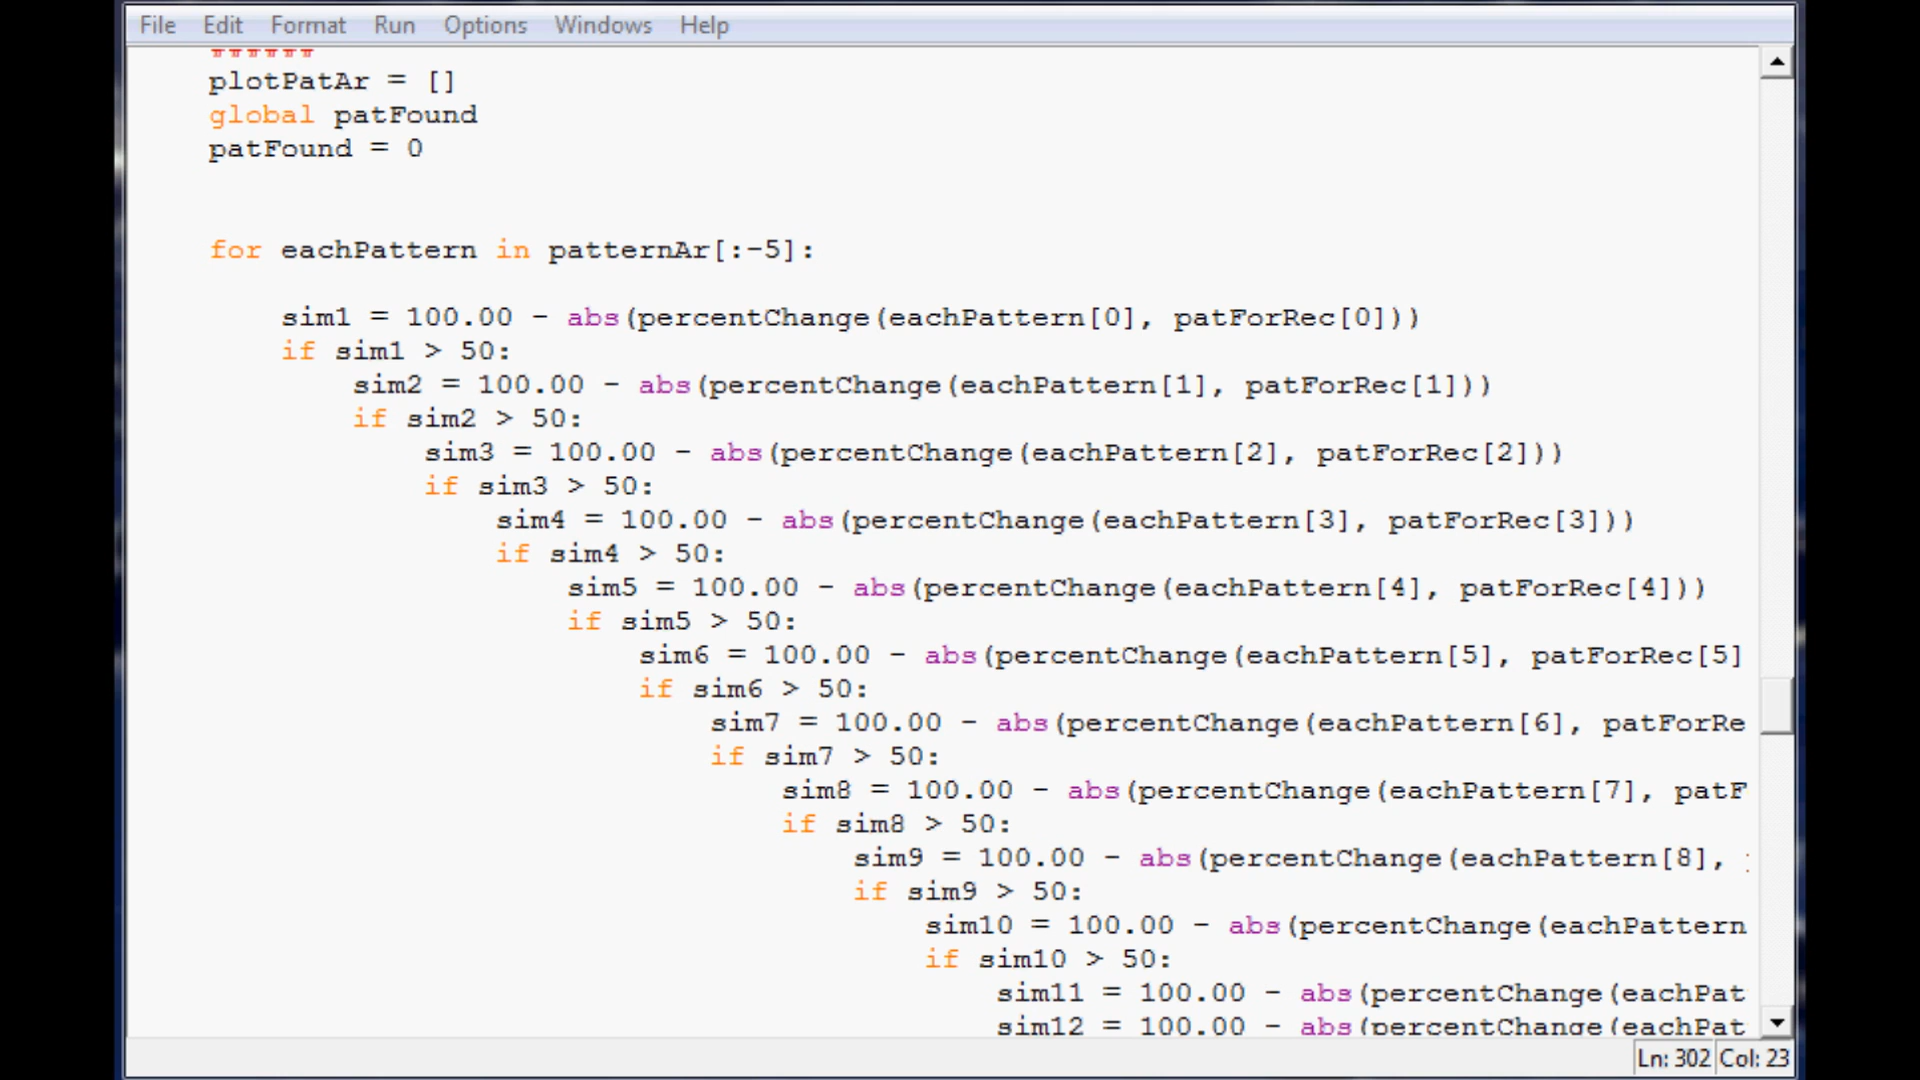 File Edit Format Run Options Windows Help
######
plotPatAr = []
global patFound
patFound = 0
for eachPattern in patternAr[:-5]:
sim1 = 100.00 - abs(percentChange(eachPattern[0], patForRec[0]))
if sim1 > 50:
sim2 = 100.00 - abs(percentChange(eachPattern[1], patForRec[1]))
if sim2 > 50:
sim3 = 100.00 - abs(percentChange(eachPattern[2], patForRec[2]))
if sim3 > 50:
sim4 = 100.00 - abs(percentChange(eachPattern[3], patForRec[3]))
if sim4 > 50:
sim5 = 100.00 - abs(percentChange(eachPattern[4], patForRec[4]))
if sim5 > 50:
sim6 = 100.00 - abs(percentChange(eachPattern[5], patForRec[5]
if sim6 > 50:
sim7 = 100.00 - abs(percentChange(eachPattern[6], patForRe
if sim7 > 50:
sim8 = 100.00 - abs(percentChange(eachPattern[7], patF
if sim8 > 50:
sim9 = 100.00 - abs(percentChange(eachPattern[8],
if sim9 > 50:
sim10 = 100.00 - abs(percentChange(eachPattern
if sim10 > 50:
sim11 = 100.00 - abs(percentChange(eachPat
sim12 = 100.00 - abs(percentChange(eachPat
Ln: 302 Col: 23